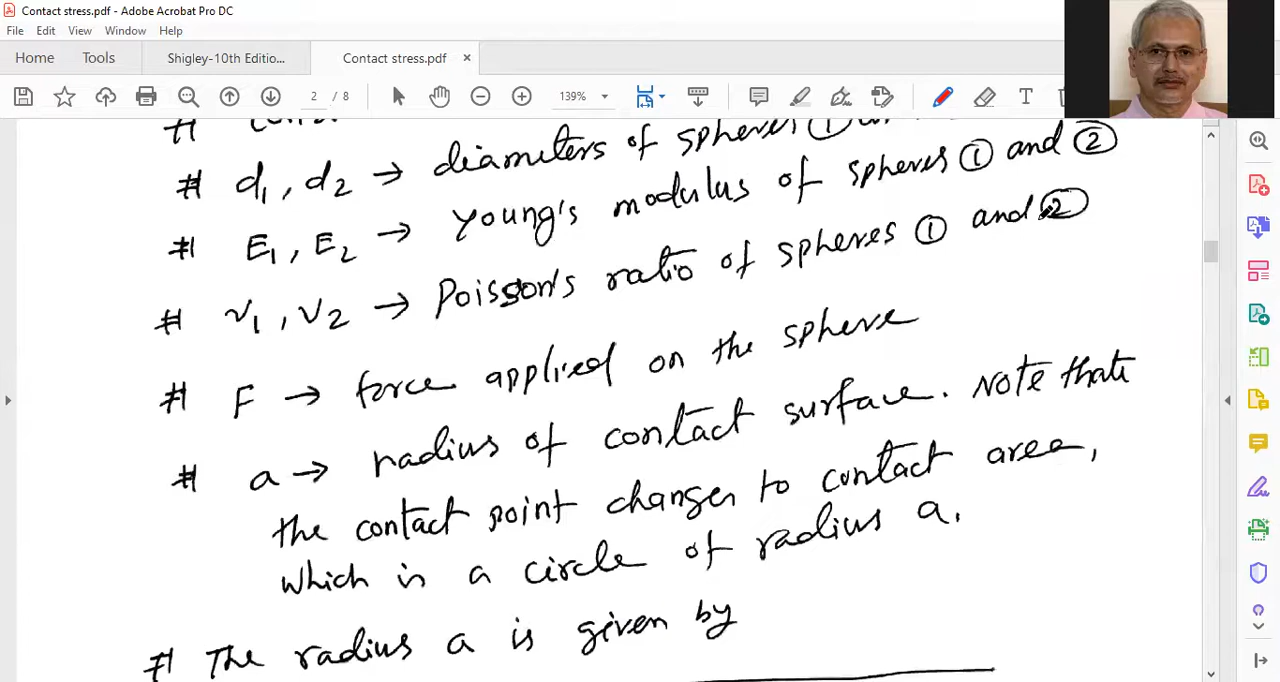 Contact stress.pdf - Adobe Acrobat Pro DC
File Edit View Window Help
Home Tools Shigley-10th Editio... Contact stress.pdf ×
2 / 8 139%
# d1, d2 → diameters of spheres ①
# E1, E2 → Young's modulus of spheres ① and ②
# ν1, ν2 → Poisson's ratio of spheres ① and ②
# F → force applied on the sphere
# a → radius of contact surface. Note that
the contact point changes to contact area,
which is a circle of radius a.
# The radius a is given by